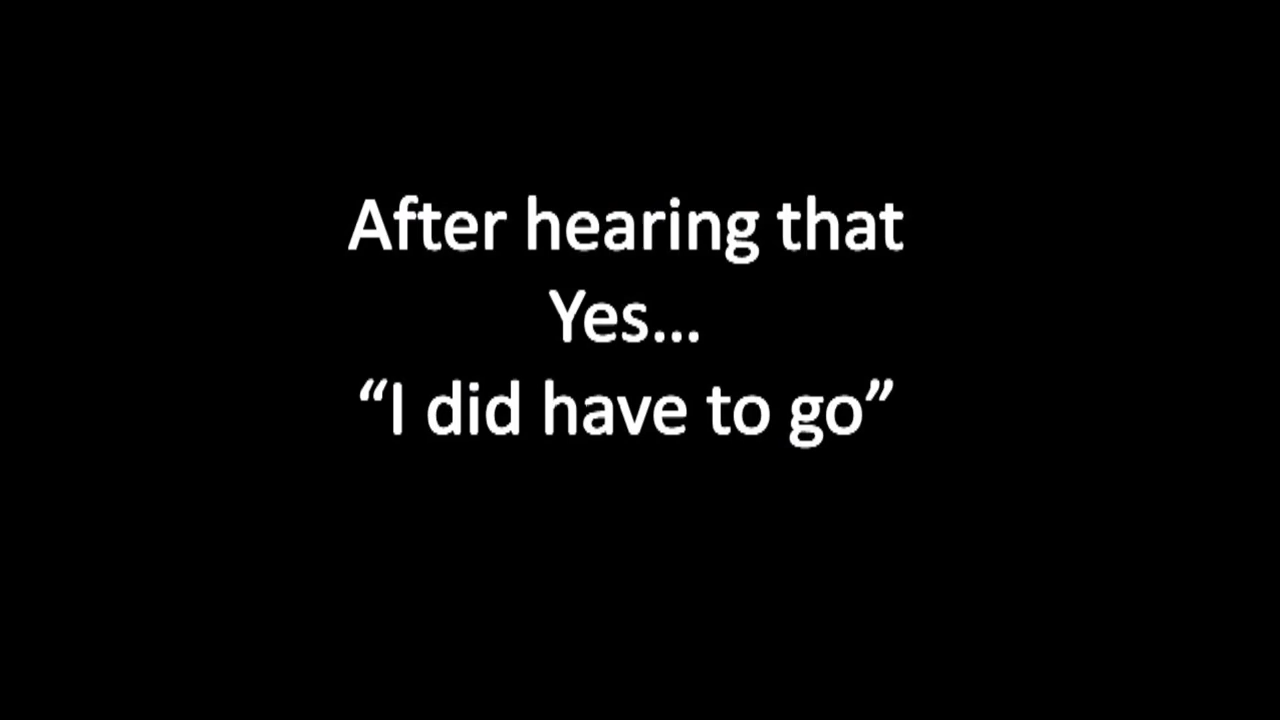 After hearing that
Yes...
“I did have to go”